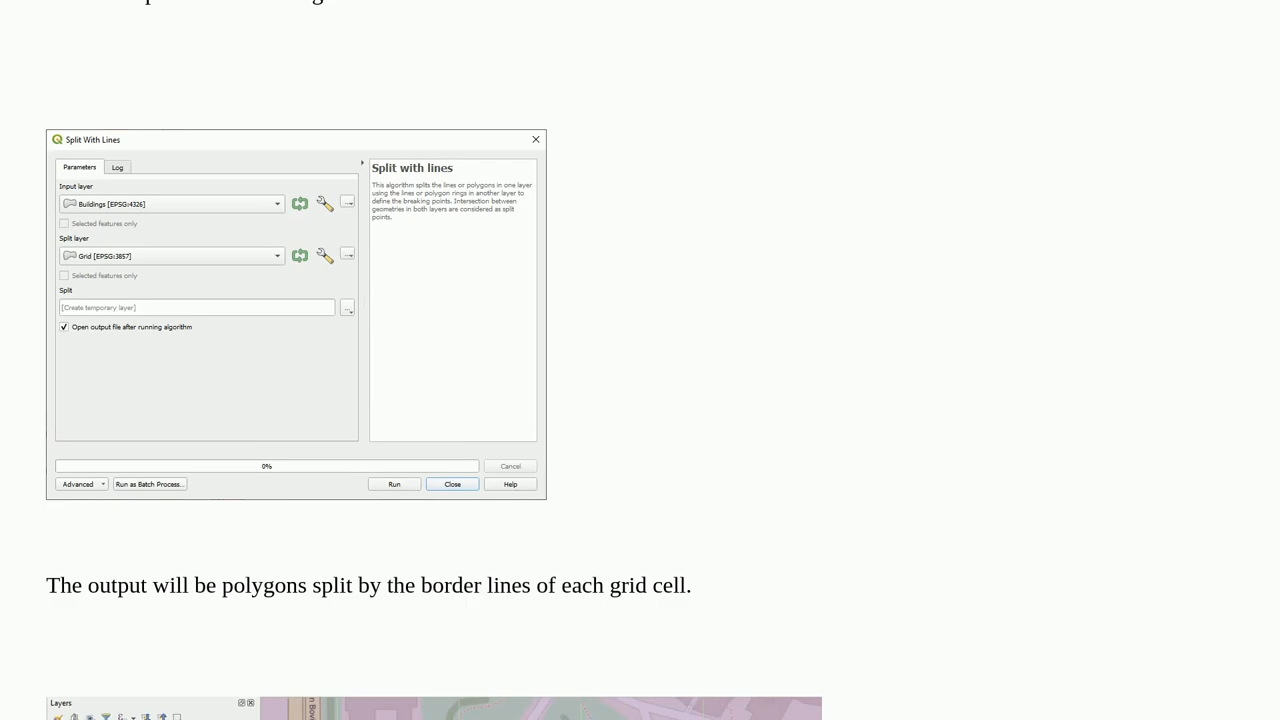 Split With Lines
Parameters
Log
Input layer
Buildings [EPSG:4326]
Selected features only
Split layer
Grid [EPSG:3857]
Selected features only
Split
[Create temporary layer]
Open output file after running algorithm
Split with lines
This algorithm splits the lines or polygons in one layer
using the lines or polygon rings in another layer to
define the breaking points. Intersection between
geometries in both layers are considered as split
points.
0%
Cancel
Advanced
Run as Batch Process...
Run
Close
Help
The output will be polygons split by the border lines of each grid cell.
Layers